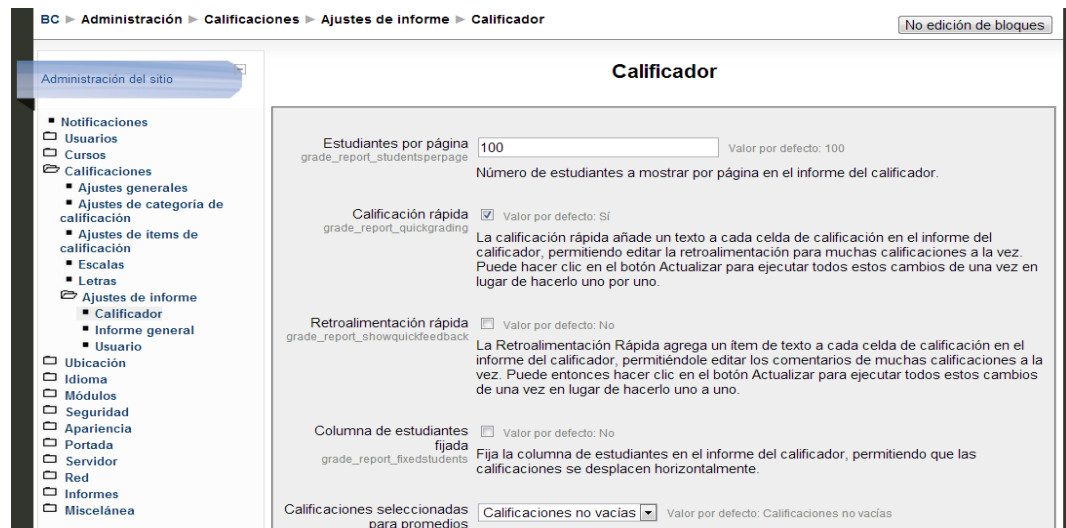 BC ► Administración ► Calificaciones ► Ajustes de informe ► Calificador
No edición de bloques
Administración del sitio
Notificaciones
Usuarios
Cursos
Calificaciones
Ajustes generales
Ajustes de categoría de
calificación
Ajustes de ítems de
calificación
Escalas
Letras
Ajustes de informe
Calificador
Informe general
Usuario
Ubicación
Idioma
Módulos
Seguridad
Apariencia
Portada
Servidor
Red
Informes
Miscelánea
Calificador
Estudiantes por página 100 Valor por defecto: 100
grade_report_studentsperpage
Número de estudiantes a mostrar por página en el informe del calificador.
Calificación rápida Valor por defecto: Sí
grade_report_quickgrading
La calificación rápida añade un texto a cada celda de calificación en el informe del
calificador, permitiendo editar la retroalimentación para muchas calificaciones a la vez.
Puede hacer clic en el botón Actualizar para ejecutar todos estos cambios de una vez en
lugar de hacerlo uno por uno.
Retroalimentación rápida Valor por defecto: No
grade_report_showquickfeedback
La Retroalimentación Rápida agrega un ítem de texto a cada celda de calificación en el
informe del calificador, permitiéndole editar los comentarios de muchas calificaciones a la
vez. Puede entonces hacer clic en el botón Actualizar para ejecutar todos estos cambios
de una vez en lugar de hacerlo uno a uno.
Columna de estudiantes Valor por defecto: No
fijada
grade_report_fixedstudents
Fija la columna de estudiantes en el informe del calificador, permitiendo que las
calificaciones se desplacen horizontalmente.
Calificaciones seleccionadas Calificaciones no vacías Valor por defecto: Calificaciones no vacías
para promedios